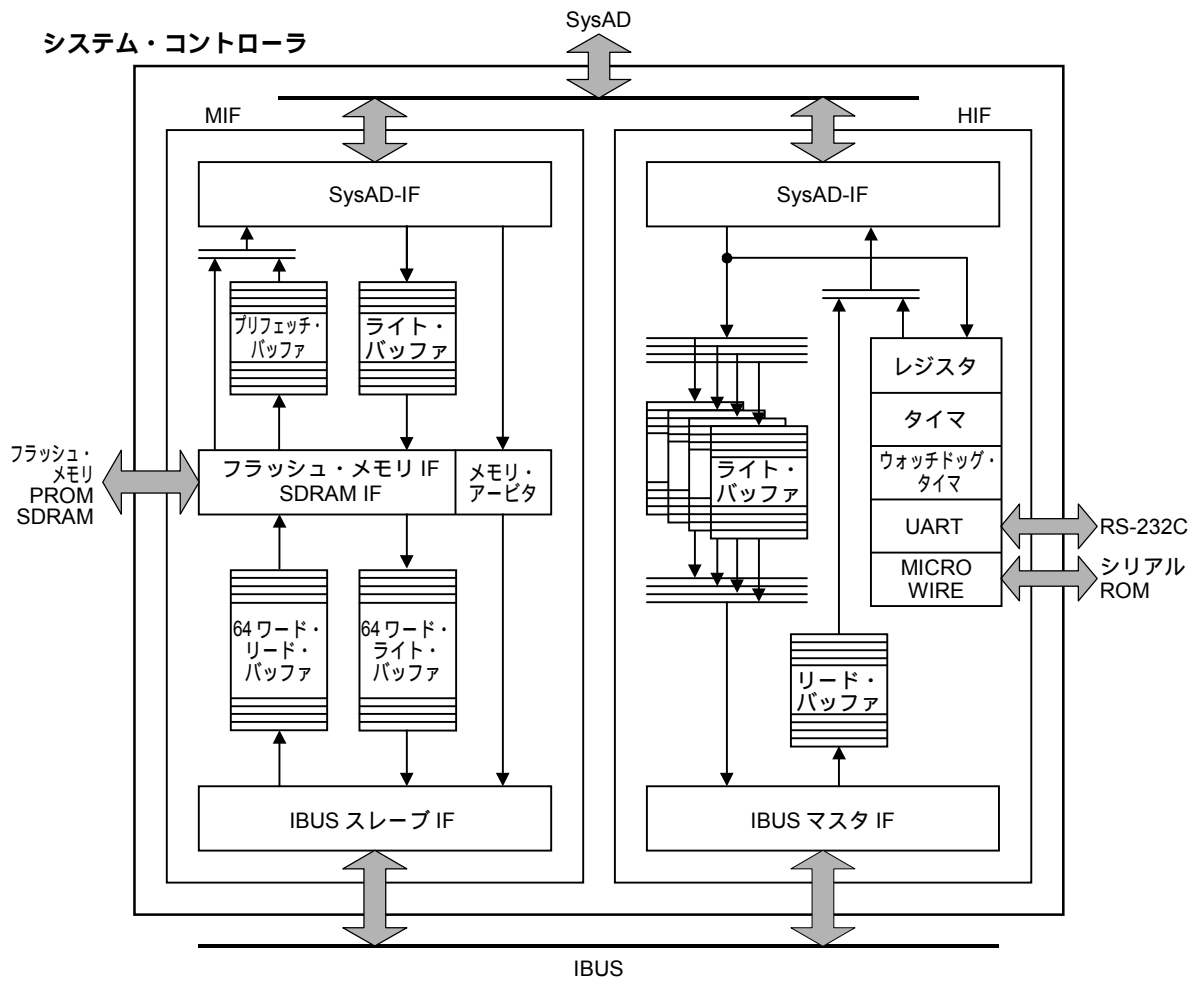 SysAD
システム・コントローラ
MIF
HIF
SysAD-IF
SysAD-IF
プリフェッチ・
バッファ
ライト・
バッファ
レジスタ
タイマ
ウォッチドッグ・
タイマ
UART
MICRO
WIRE
RS-232C
シリアル
ROM
フラッシュ・
メモリ
PROM
SDRAM
フラッシュ・メモリ IF
SDRAM IF
メモリ・
アービタ
ライト・
バッファ
64 ワード・
リード・
バッファ
64 ワード・
ライト・
バッファ
リード・
バッファ
IBUS スレーブ IF
IBUS マスタ IF
IBUS